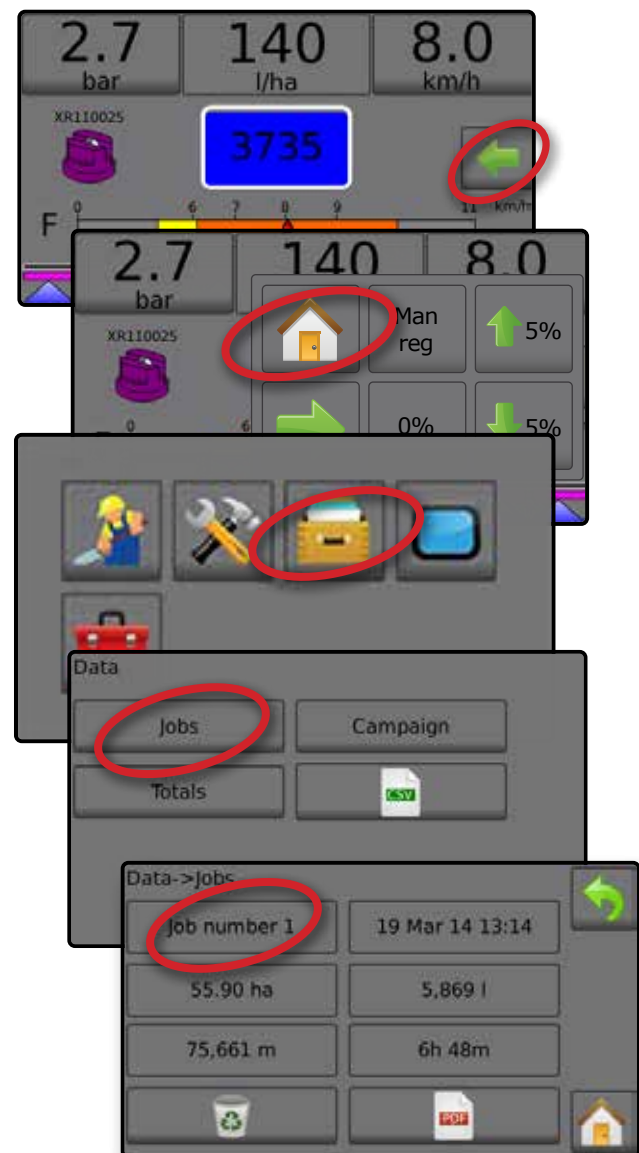 2.7 140 8.0
bar l/ha km/h
XR110025
3735
0 6 7 8 9 11 km/h
F
2.7 140 8.0
bar
XR110025
Man
reg
5%
0 6
0% 5%
Data
Jobs Campaign
Totals CSV
Data->Jobs
Job number 1 19 Mar 14 13:14
55.90 ha 5,869 l
75,661 m 6h 48m
PDF